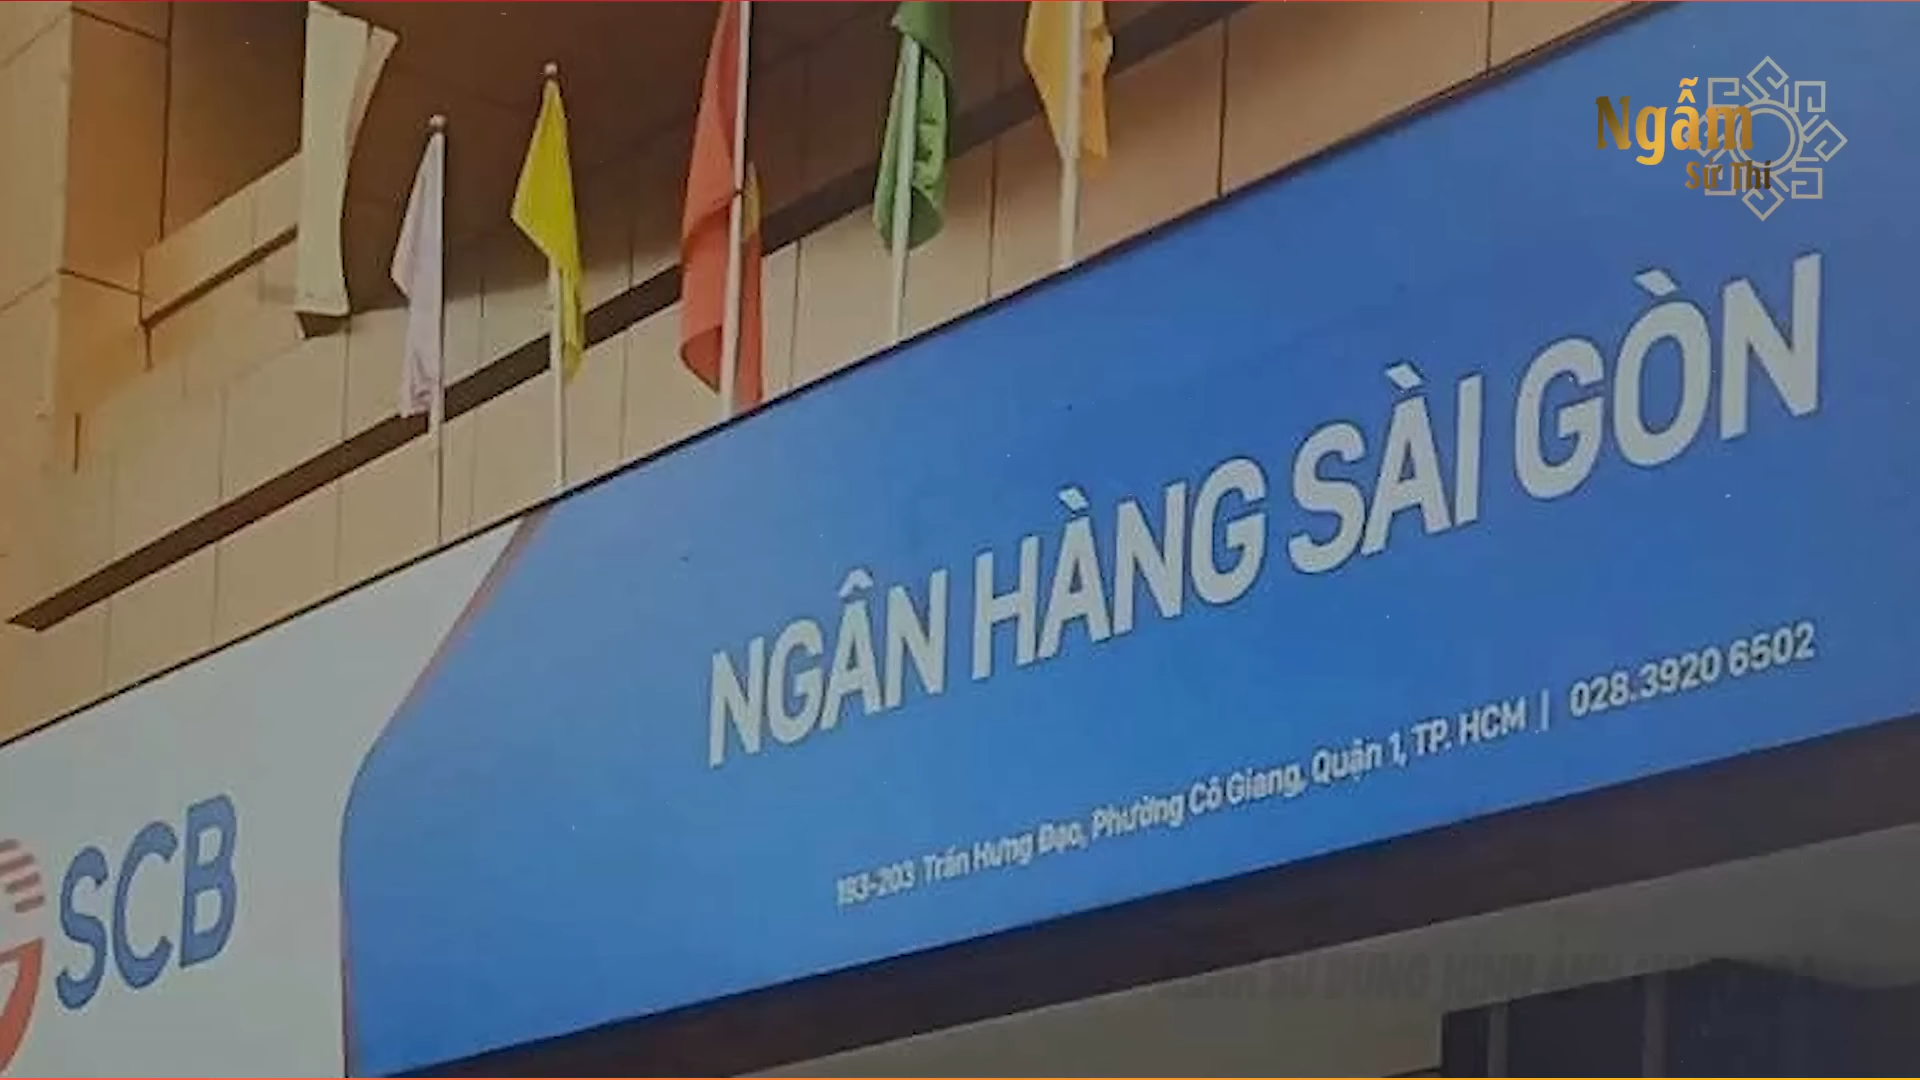 Ngẫm
Sử Thi
NGÂN HÀNG SÀI GÒN
193-203 Trần Hưng Đạo, Phường Cô Giang, Quận 1, TP. HCM | 028.3920 6502
SCB